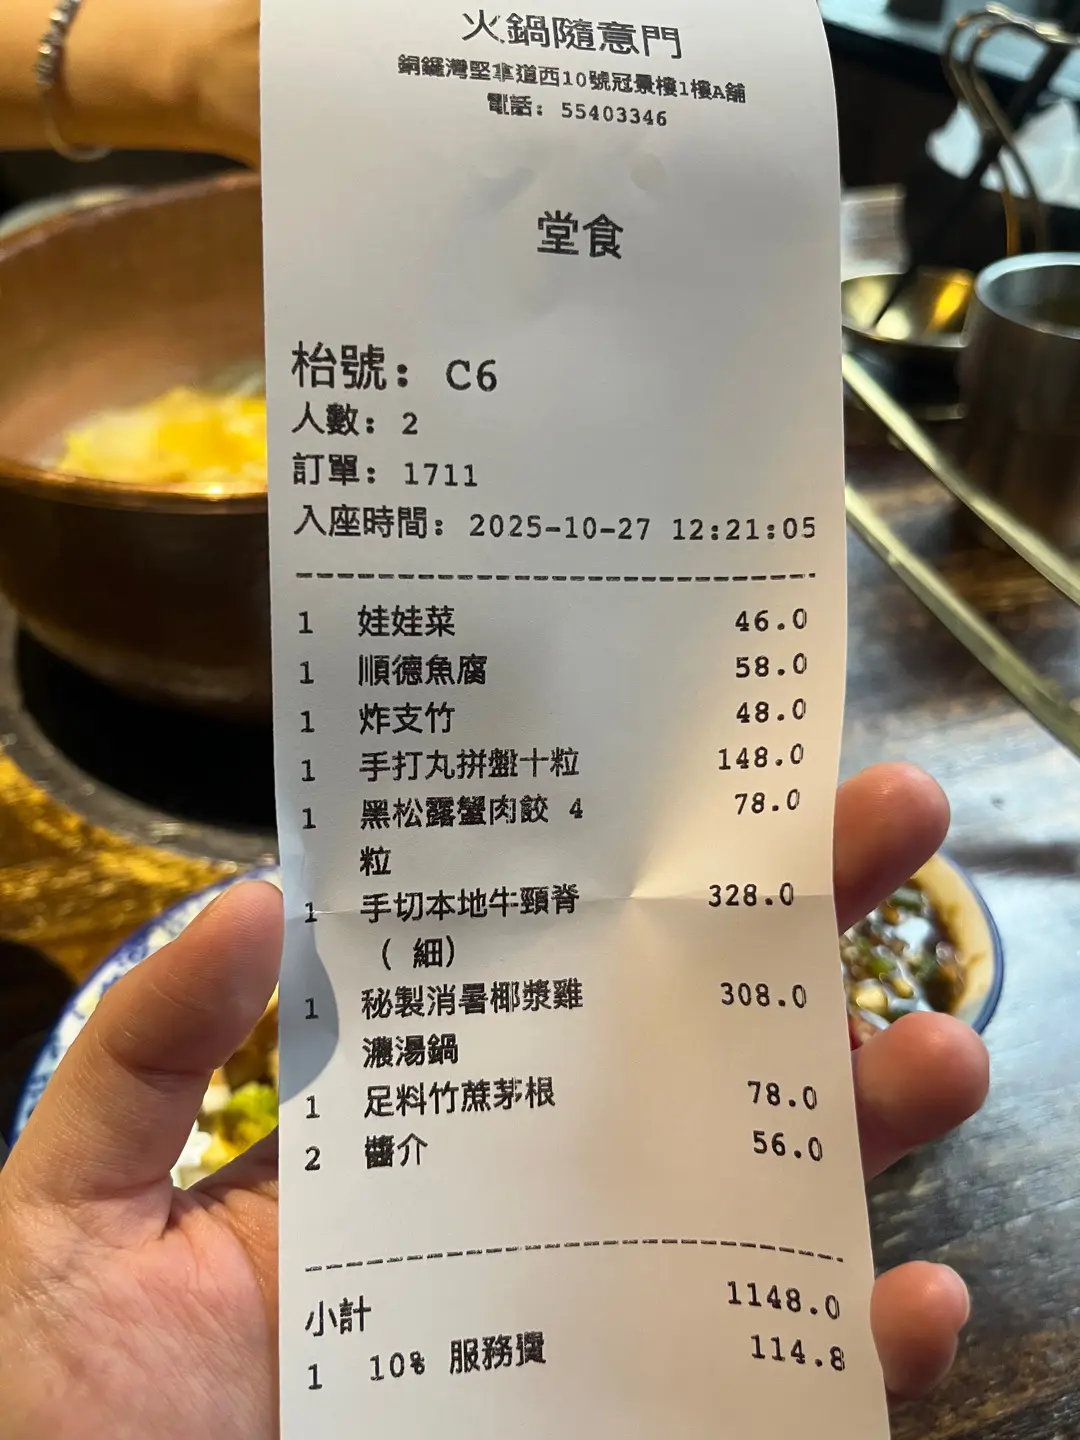 火鍋隨意門
銅鑼灣堅拿道西10號冠景樓1樓A舖
電話: 55403346
堂食
枱號: C6
人數: 2
訂單: 1711
入座時間: 2025-10-27 12:21:05
1 娃娃菜 46.0
1 順德魚腐 58.0
1 炸支竹 48.0
1 手打丸拼盤十粒 148.0
1 黑松露蟹肉餃 4 78.0
粒
1 手切本地牛頸脊 328.0
( 細)
1 秘製消暑椰漿雞 308.0
濃湯鍋
1 足料竹蔗茅根 78.0
2 醬介 56.0
小計 1148.0
1 10% 服務費 114.8